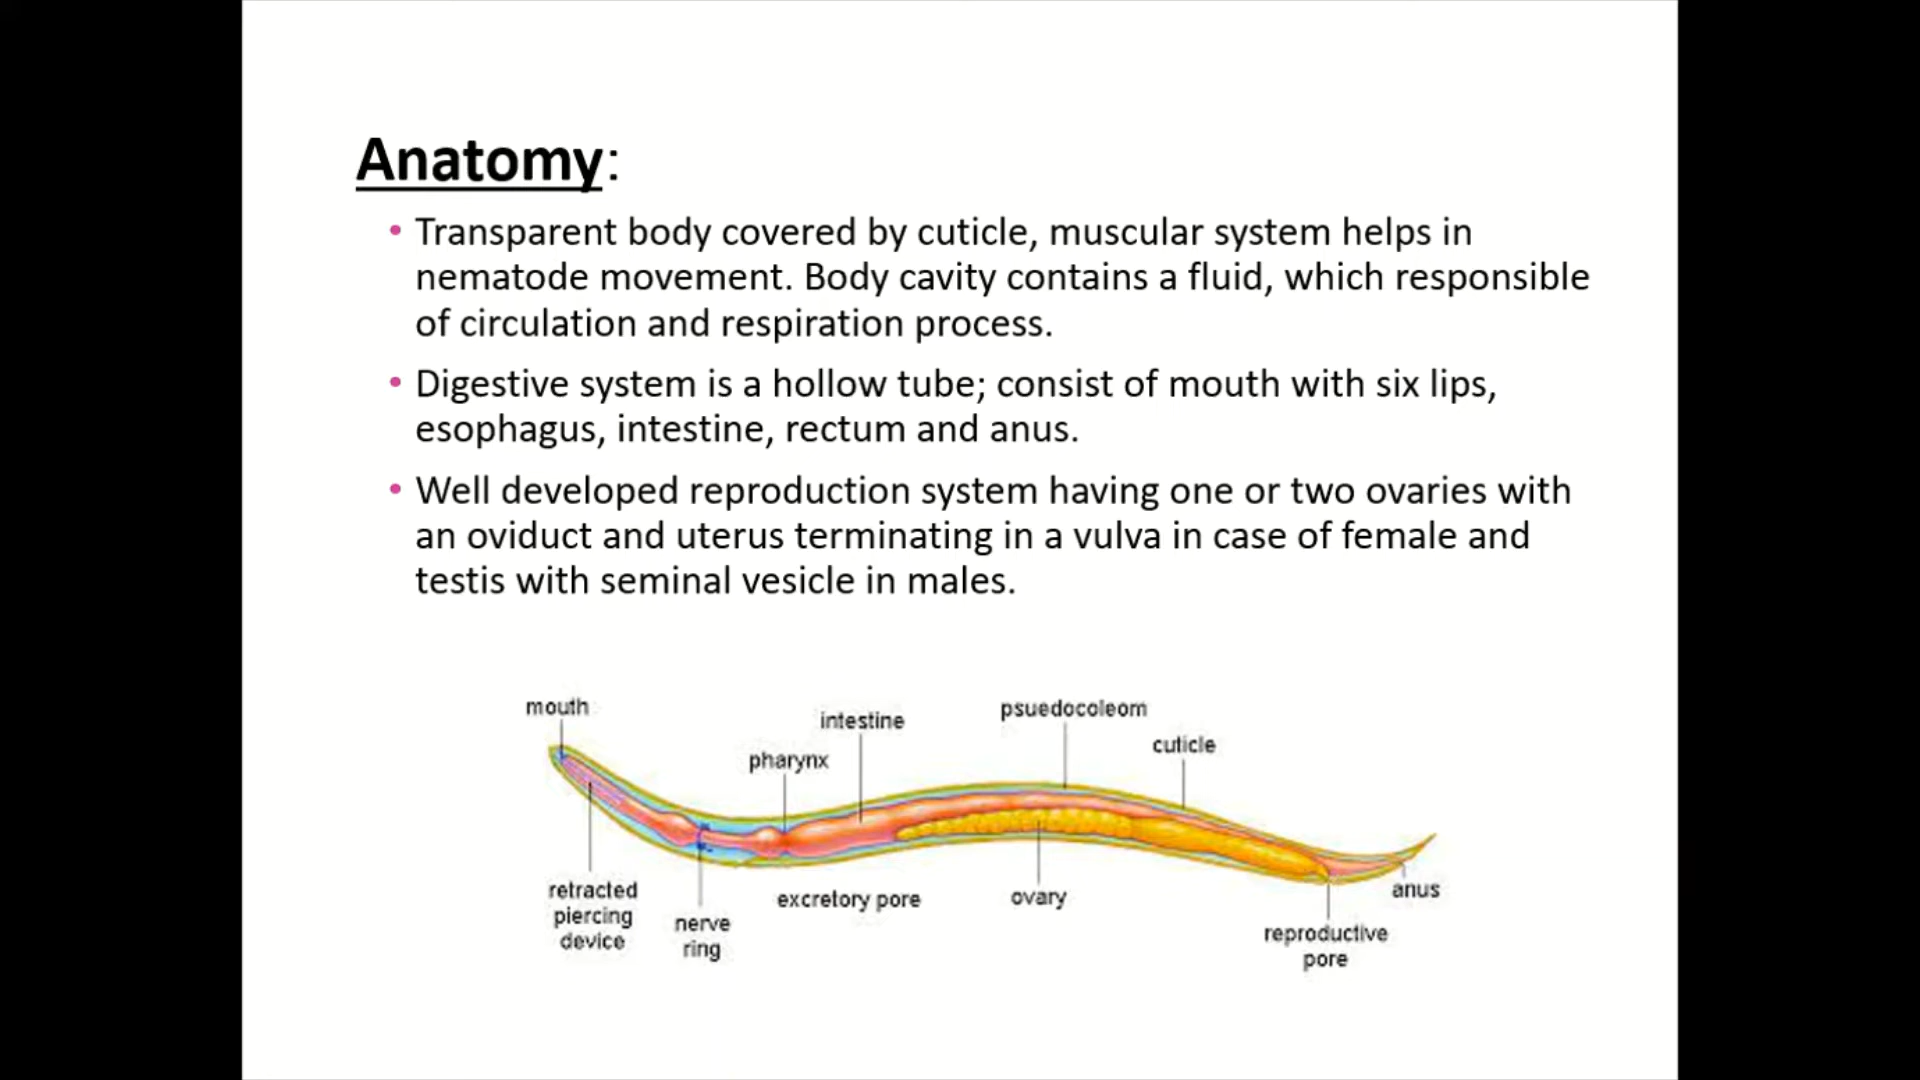 Anatomy:
• Transparent body covered by cuticle, muscular system helps in
nematode movement. Body cavity contains a fluid, which responsible
of circulation and respiration process.
• Digestive system is a hollow tube; consist of mouth with six lips,
esophagus, intestine, rectum and anus.
• Well developed reproduction system having one or two ovaries with
an oviduct and uterus terminating in a vulva in case of female and
testis with seminal vesicle in males.
mouth
intestine
psuedocoleom
pharynx
cuticle
retracted
piercing
device
nerve
ring
excretory pore
ovary
reproductive
pore
anus